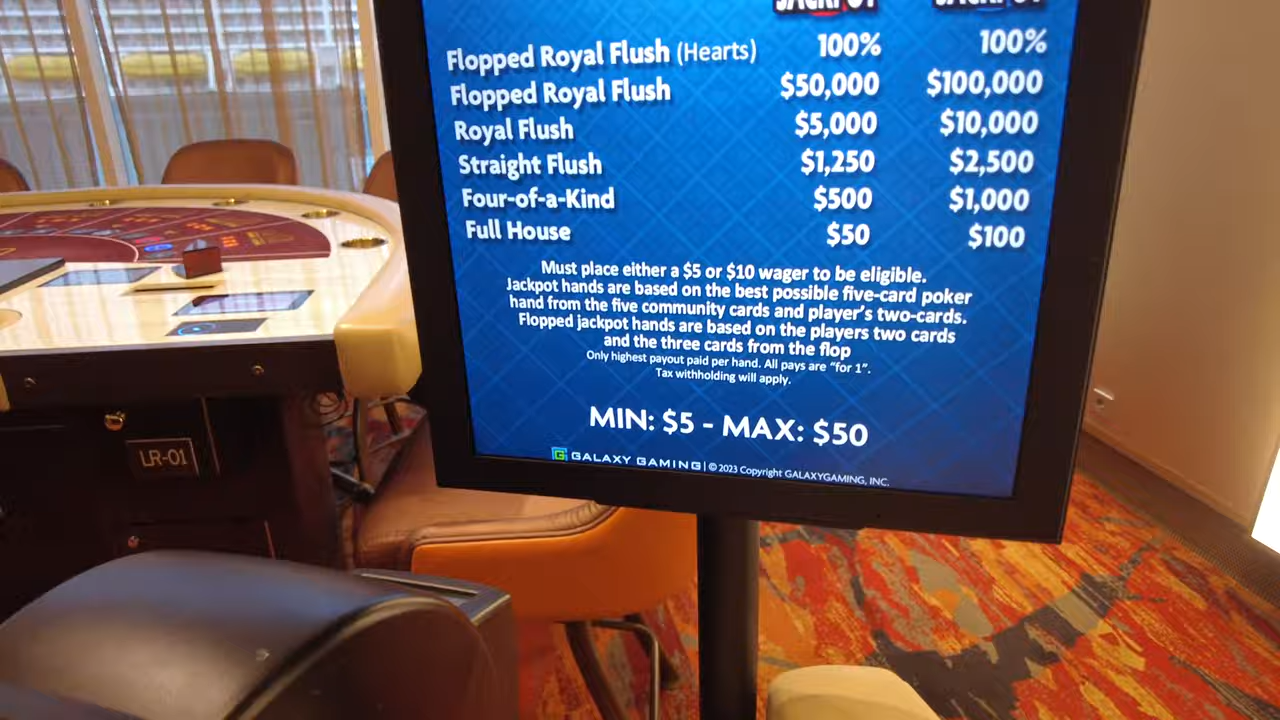 JACKPOT JACKPOT
Flopped Royal Flush (Hearts) 100% 100%
Flopped Royal Flush $50,000 $100,000
Royal Flush $5,000 $10,000
Straight Flush $1,250 $2,500
Four-of-a-Kind $500 $1,000
Full House $50 $100
Must place either a $5 or $10 wager to be eligible.
Jackpot hands are based on the best possible five-card poker
hand from the five community cards and player's two-cards.
Flopped jackpot hands are based on the players two cards
and the three cards from the flop
Only highest payout paid per hand. All pays are "for 1".
Tax withholding will apply.
MIN: $5 - MAX: $50
GALAXY GAMING | © 2023 Copyright GALAXYGAMING, INC.
LR-01